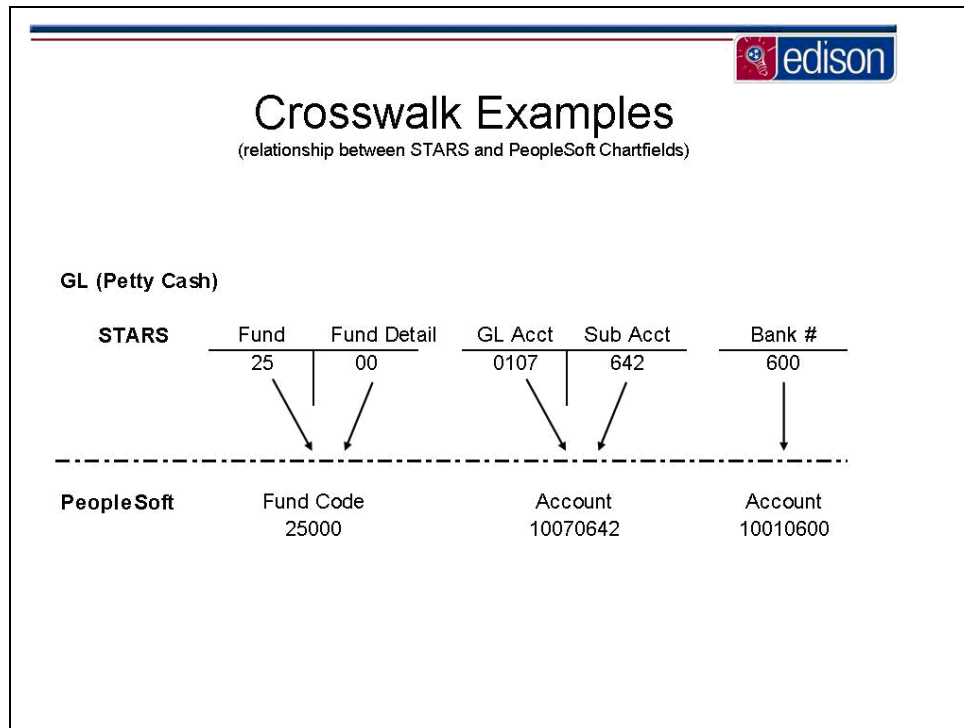 edison
Crosswalk Examples
(relationship between STARS and PeopleSoft Chartfields)
GL (Petty Cash)
STARS Fund Fund Detail GL Acct Sub Acct Bank #
25 00 0107 642 600
PeopleSoft Fund Code Account Account
25000 10070642 10010600